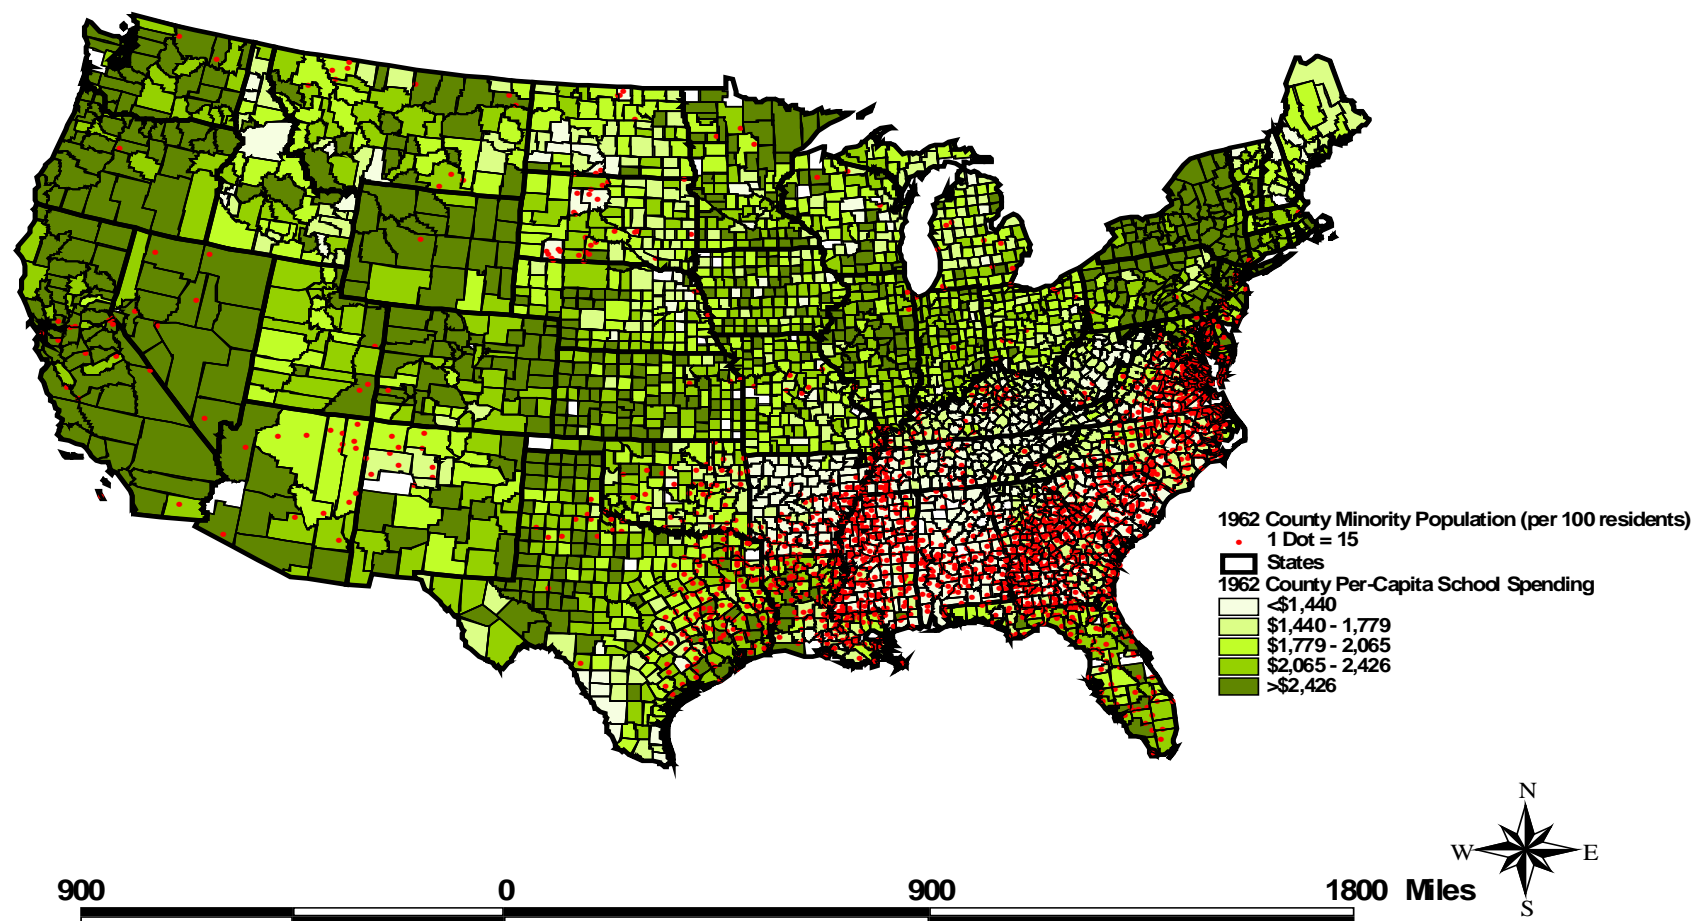 1962 County Minority Population (per 100 residents)
1 Dot = 15
States
1962 County Per-Capita School Spending
<$1,440
$1,440 - 1,779
$1,779 - 2,065
$2,065 - 2,426
>$2,426
N
W E
S
900 0 900 1800 Miles